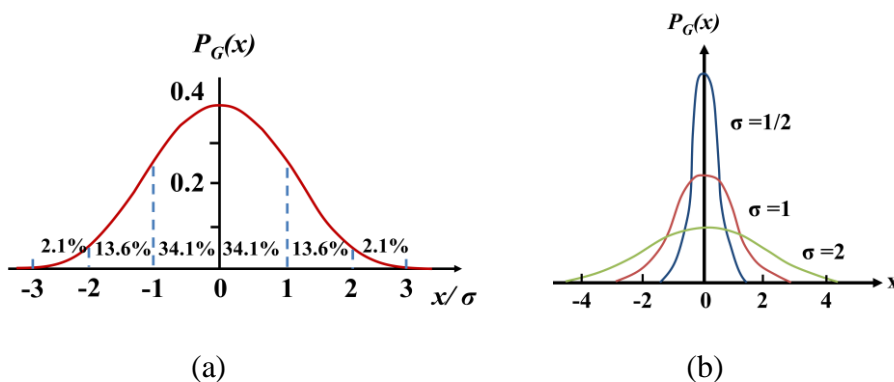 P_G(x)
0.4
0.2
2.1% 13.6% 34.1% 34.1% 13.6% 2.1%
-3 -2 -1 0 1 2 3 x/ σ
(a)
P_G(x)
σ =1/2
σ =1
σ =2
-4 -2 0 2 4 x
(b)